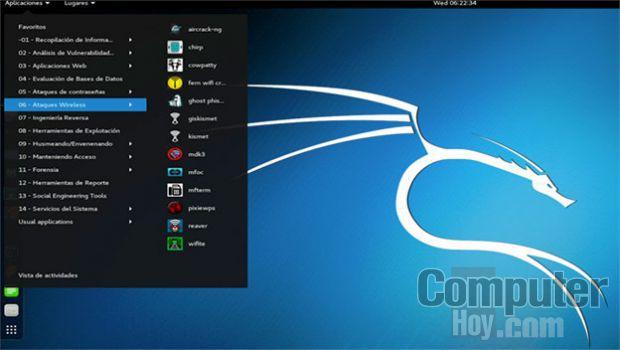 Aplicaciones
Lugares
Wed 06:22:34
Favoritos
-01 - Recopilación de Informa...
02 - Análisis de Vulnerabilidad...
03 - Aplicaciones Web
04 - Evaluación de Bases de Datos
05 - Ataques de contraseñas
06 - Ataques Wireless
07 - Ingeniería Reversa
08 - Herramientas de Explotación
09 - Husmeando/Envenenando
10 - Manteniendo Acceso
11 - Forensia
12 - Herramientas de Reporte
13 - Social Engineering Tools
14 - Servicios del Sistema
Usual applications
Vista de actividades
aircrack-ng
chirp
cowpatty
fern wifi cr...
ghost phis...
giskismet
kismet
mdk3
mfoc
mfterm
pixiewps
reaver
wifite
Computer
Hoy.com